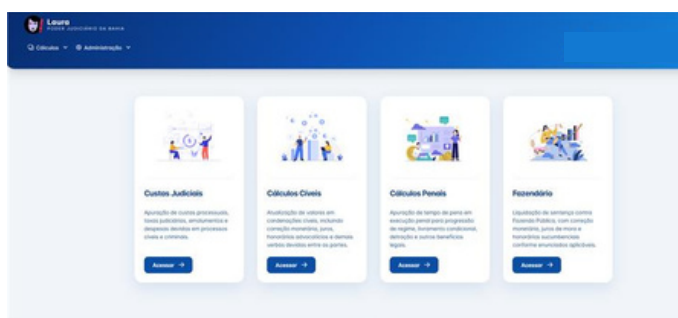 Laura
PODER JUDICIÁRIO DA BAHIA
Cálculos
Administração
Custas Judiciais
Apuração de custas processuais,
taxas judiciárias, emolumentos e
despesas devidas em processos
cíveis e criminais.
Acessar →
Cálculos Cíveis
Atualização de valores em
condenações cíveis, incluindo
correção monetária, juros,
honorários advocatícios e demais
verbas devidas entre as partes.
Acessar →
Cálculos Penais
Apuração de tempo de pena em
execução penal para progressão
de regime, livramento condicional,
detração e outros benefícios
legais.
Acessar →
Fazendário
Liquidação de sentença contra
Fazenda Pública, com correção
monetária, juros de mora e
honorários sucumbenciais
conforme enunciados aplicáveis.
Acessar →